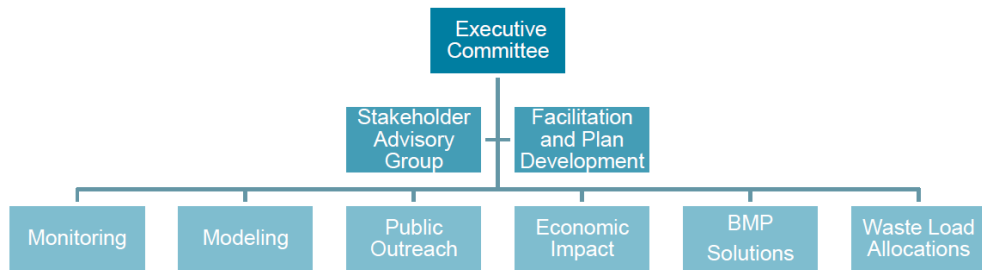 Executive
Committee
Stakeholder
Advisory
Group
Facilitation
and Plan
Development
Monitoring
Modeling
Public
Outreach
Economic
Impact
BMP
Solutions
Waste Load
Allocations